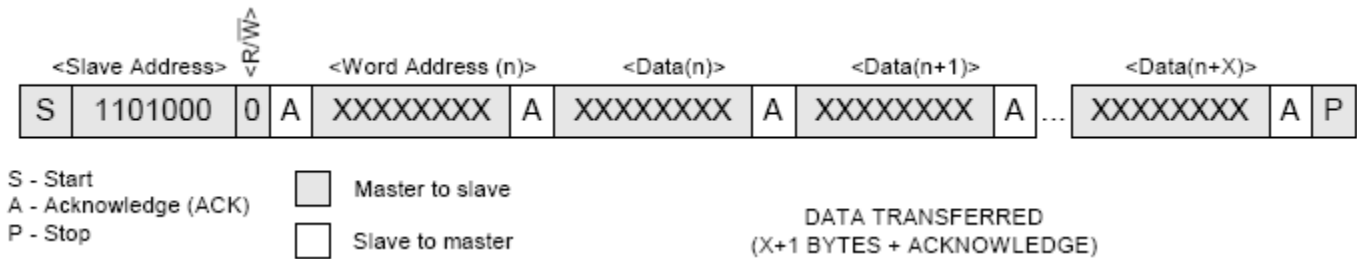 <R/W̅>
<Slave Address> <Word Address (n)> <Data(n)> <Data(n+1)> <Data(n+X)>
S 1101000 0 A XXXXXXXX A XXXXXXXX A XXXXXXXX A ... XXXXXXXX A P
S - Start
A - Acknowledge (ACK)
P - Stop
Master to slave
Slave to master
DATA TRANSFERRED
(X+1 BYTES + ACKNOWLEDGE)